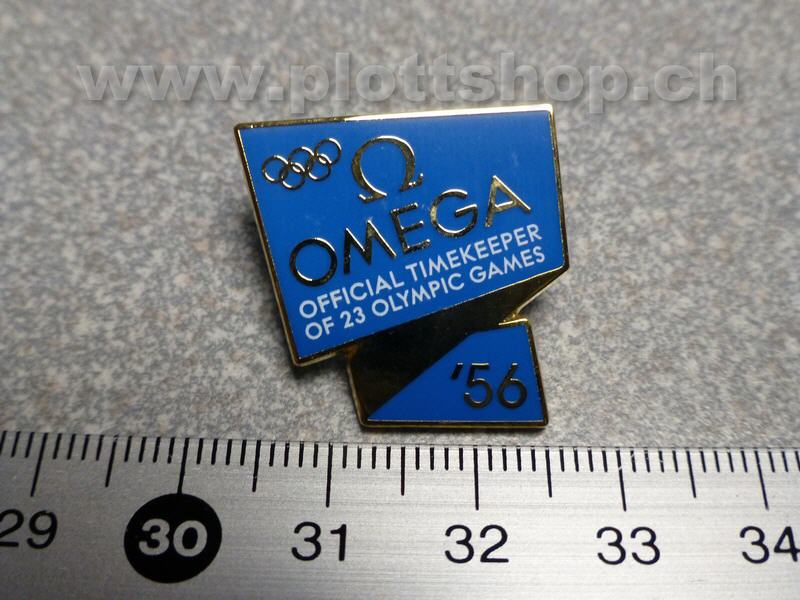 www.plottshop.ch
Ω
OMEGA
OFFICIAL TIMEKEEPER
OF 23 OLYMPIC GAMES
'56
29 30 31 32 33 34